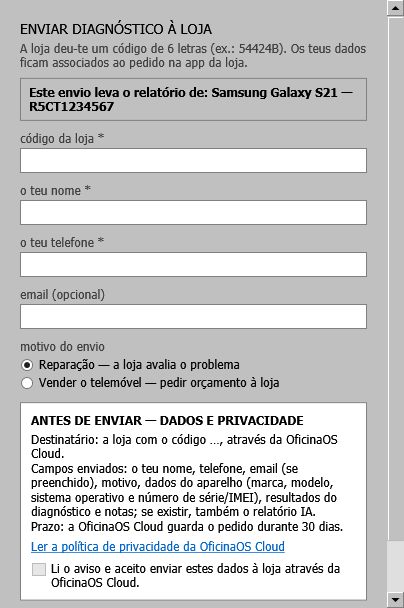 ENVIAR DIAGNÓSTICO À LOJA
A loja deu-te um código de 6 letras (ex.: 54424B). Os teus dados
ficam associados ao pedido na app da loja.
Este envio leva o relatório de: Samsung Galaxy S21 —
R5CT1234567
código da loja *
o teu nome *
o teu telefone *
email (opcional)
motivo do envio
Reparação — a loja avalia o problema
Vender o telemóvel — pedir orçamento à loja
ANTES DE ENVIAR — DADOS E PRIVACIDADE
Destinatário: a loja com o código ..., através da OficinaOS
Cloud.
Campos enviados: o teu nome, telefone, email (se
preenchido), motivo, dados do aparelho (marca, modelo,
sistema operativo e número de série/IMEI), resultados do
diagnóstico e notas; se existir, também o relatório IA.
Prazo: a OficinaOS Cloud guarda o pedido durante 30 dias.
Ler a política de privacidade da OficinaOS Cloud
Li o aviso e aceito enviar estes dados à loja através da
OficinaOS Cloud.